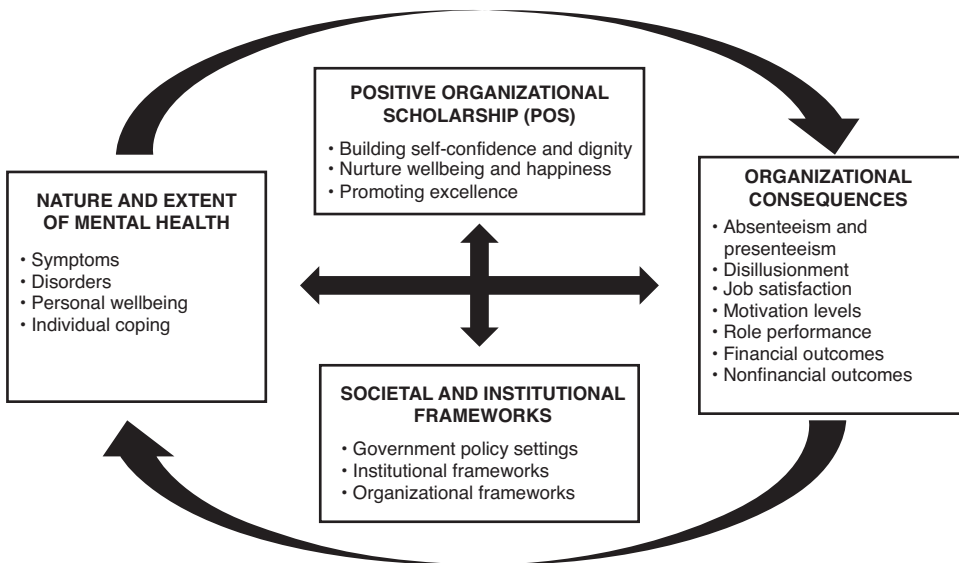 POSITIVE ORGANIZATIONAL
SCHOLARSHIP (POS)
• Building self-confidence and dignity
• Nurture wellbeing and happiness
• Promoting excellence
NATURE AND EXTENT
OF MENTAL HEALTH
• Symptoms
• Disorders
• Personal wellbeing
• Individual coping
ORGANIZATIONAL
CONSEQUENCES
• Absenteeism and
presenteeism
• Disillusionment
• Job satisfaction
• Motivation levels
• Role performance
• Financial outcomes
• Nonfinancial outcomes
SOCIETAL AND INSTITUTIONAL
FRAMEWORKS
• Government policy settings
• Institutional frameworks
• Organizational frameworks